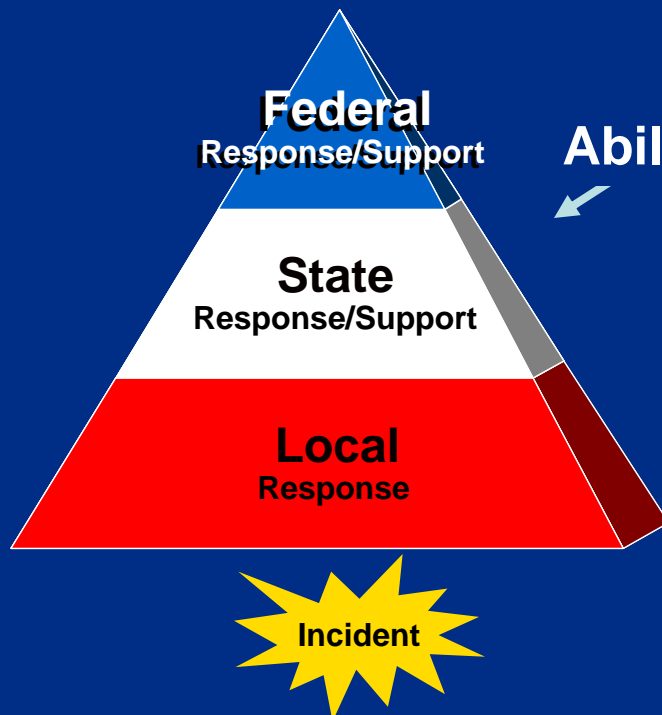 Federal
Response/Support
Abil
State
Response/Support
Local
Response
Incident